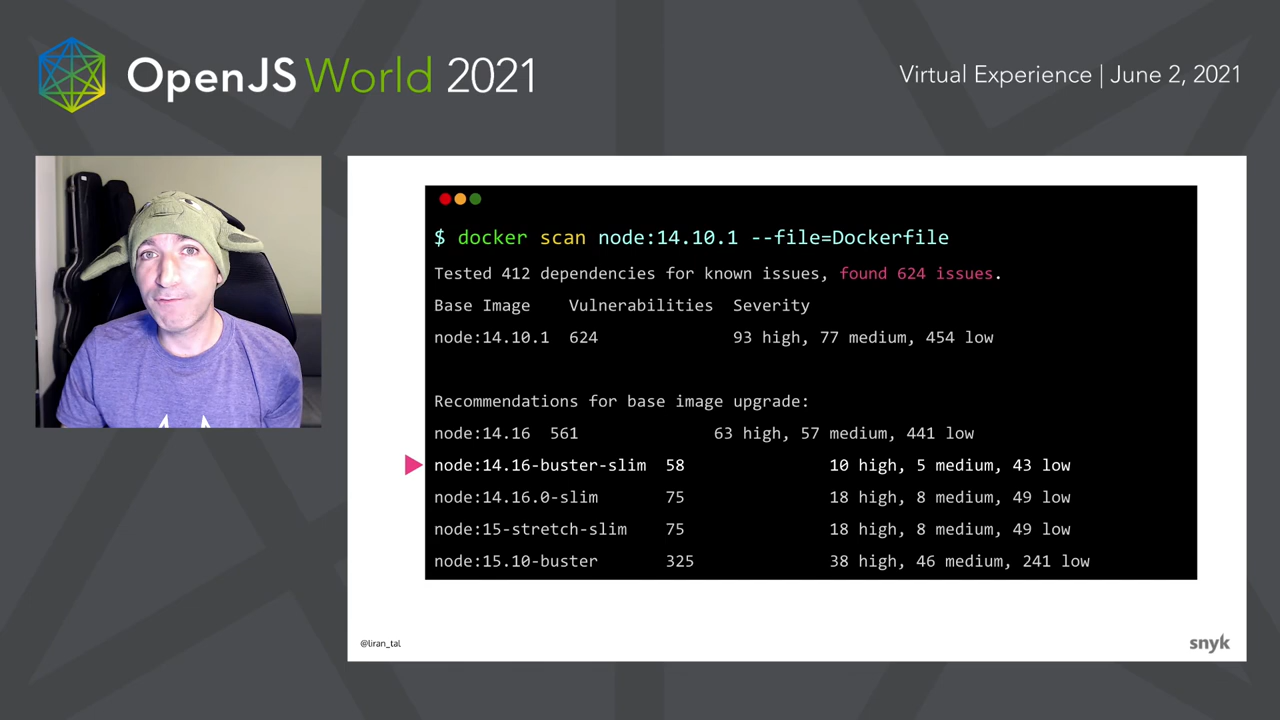 OpenJS World 2021
Virtual Experience | June 2, 2021
$ docker scan node:14.10.1 --file=Dockerfile
Tested 412 dependencies for known issues, found 624 issues.
Base Image Vulnerabilities Severity
node:14.10.1 624 93 high, 77 medium, 454 low
Recommendations for base image upgrade:
node:14.16 561 63 high, 57 medium, 441 low
node:14.16-buster-slim 58 10 high, 5 medium, 43 low
node:14.16.0-slim 75 18 high, 8 medium, 49 low
node:15-stretch-slim 75 18 high, 8 medium, 49 low
node:15.10-buster 325 38 high, 46 medium, 241 low
@liran_tal
snyk